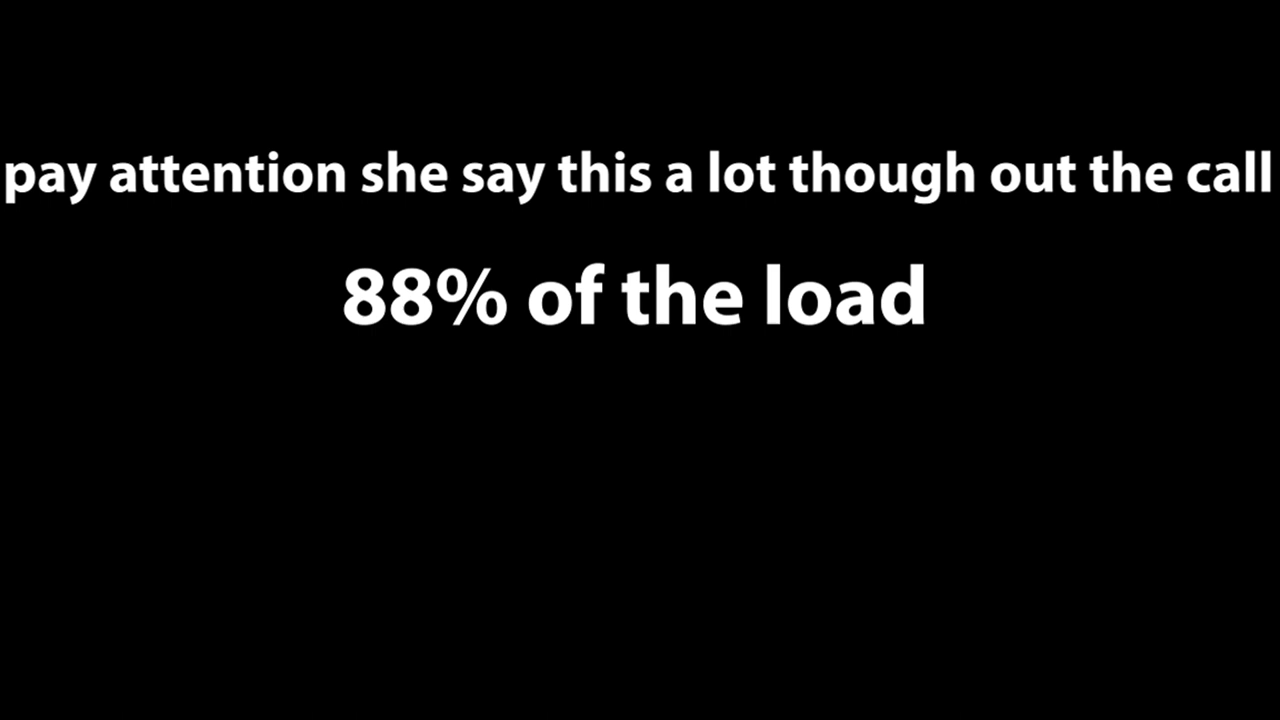 pay attention she say this a lot though out the call
88% of the load